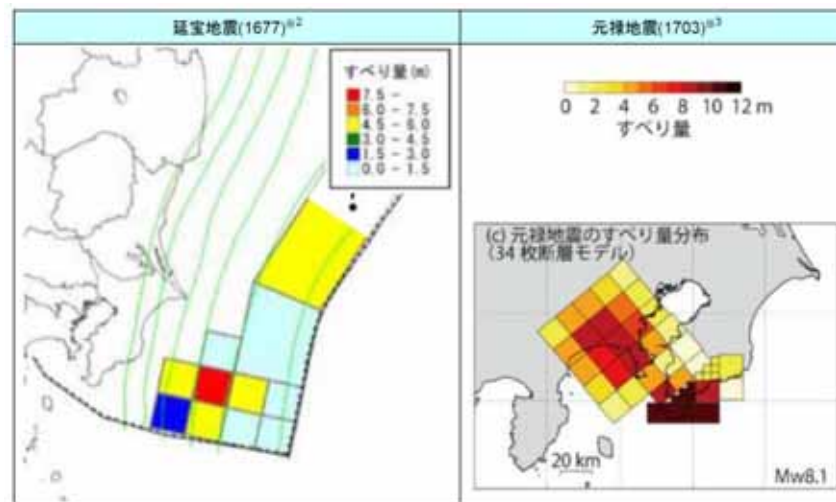 延宝地震(1677)※2
元禄地震(1703)※3
すべり量(m)
7.5 -
6.0 - 7.5
4.5 - 6.0
3.0 - 4.5
1.5 - 3.0
0.0 - 1.5
0 2 4 6 8 10 12 m
すべり量
(c) 元禄地震のすべり量分布
(34 枚断層モデル)
20 km
Mw8.1